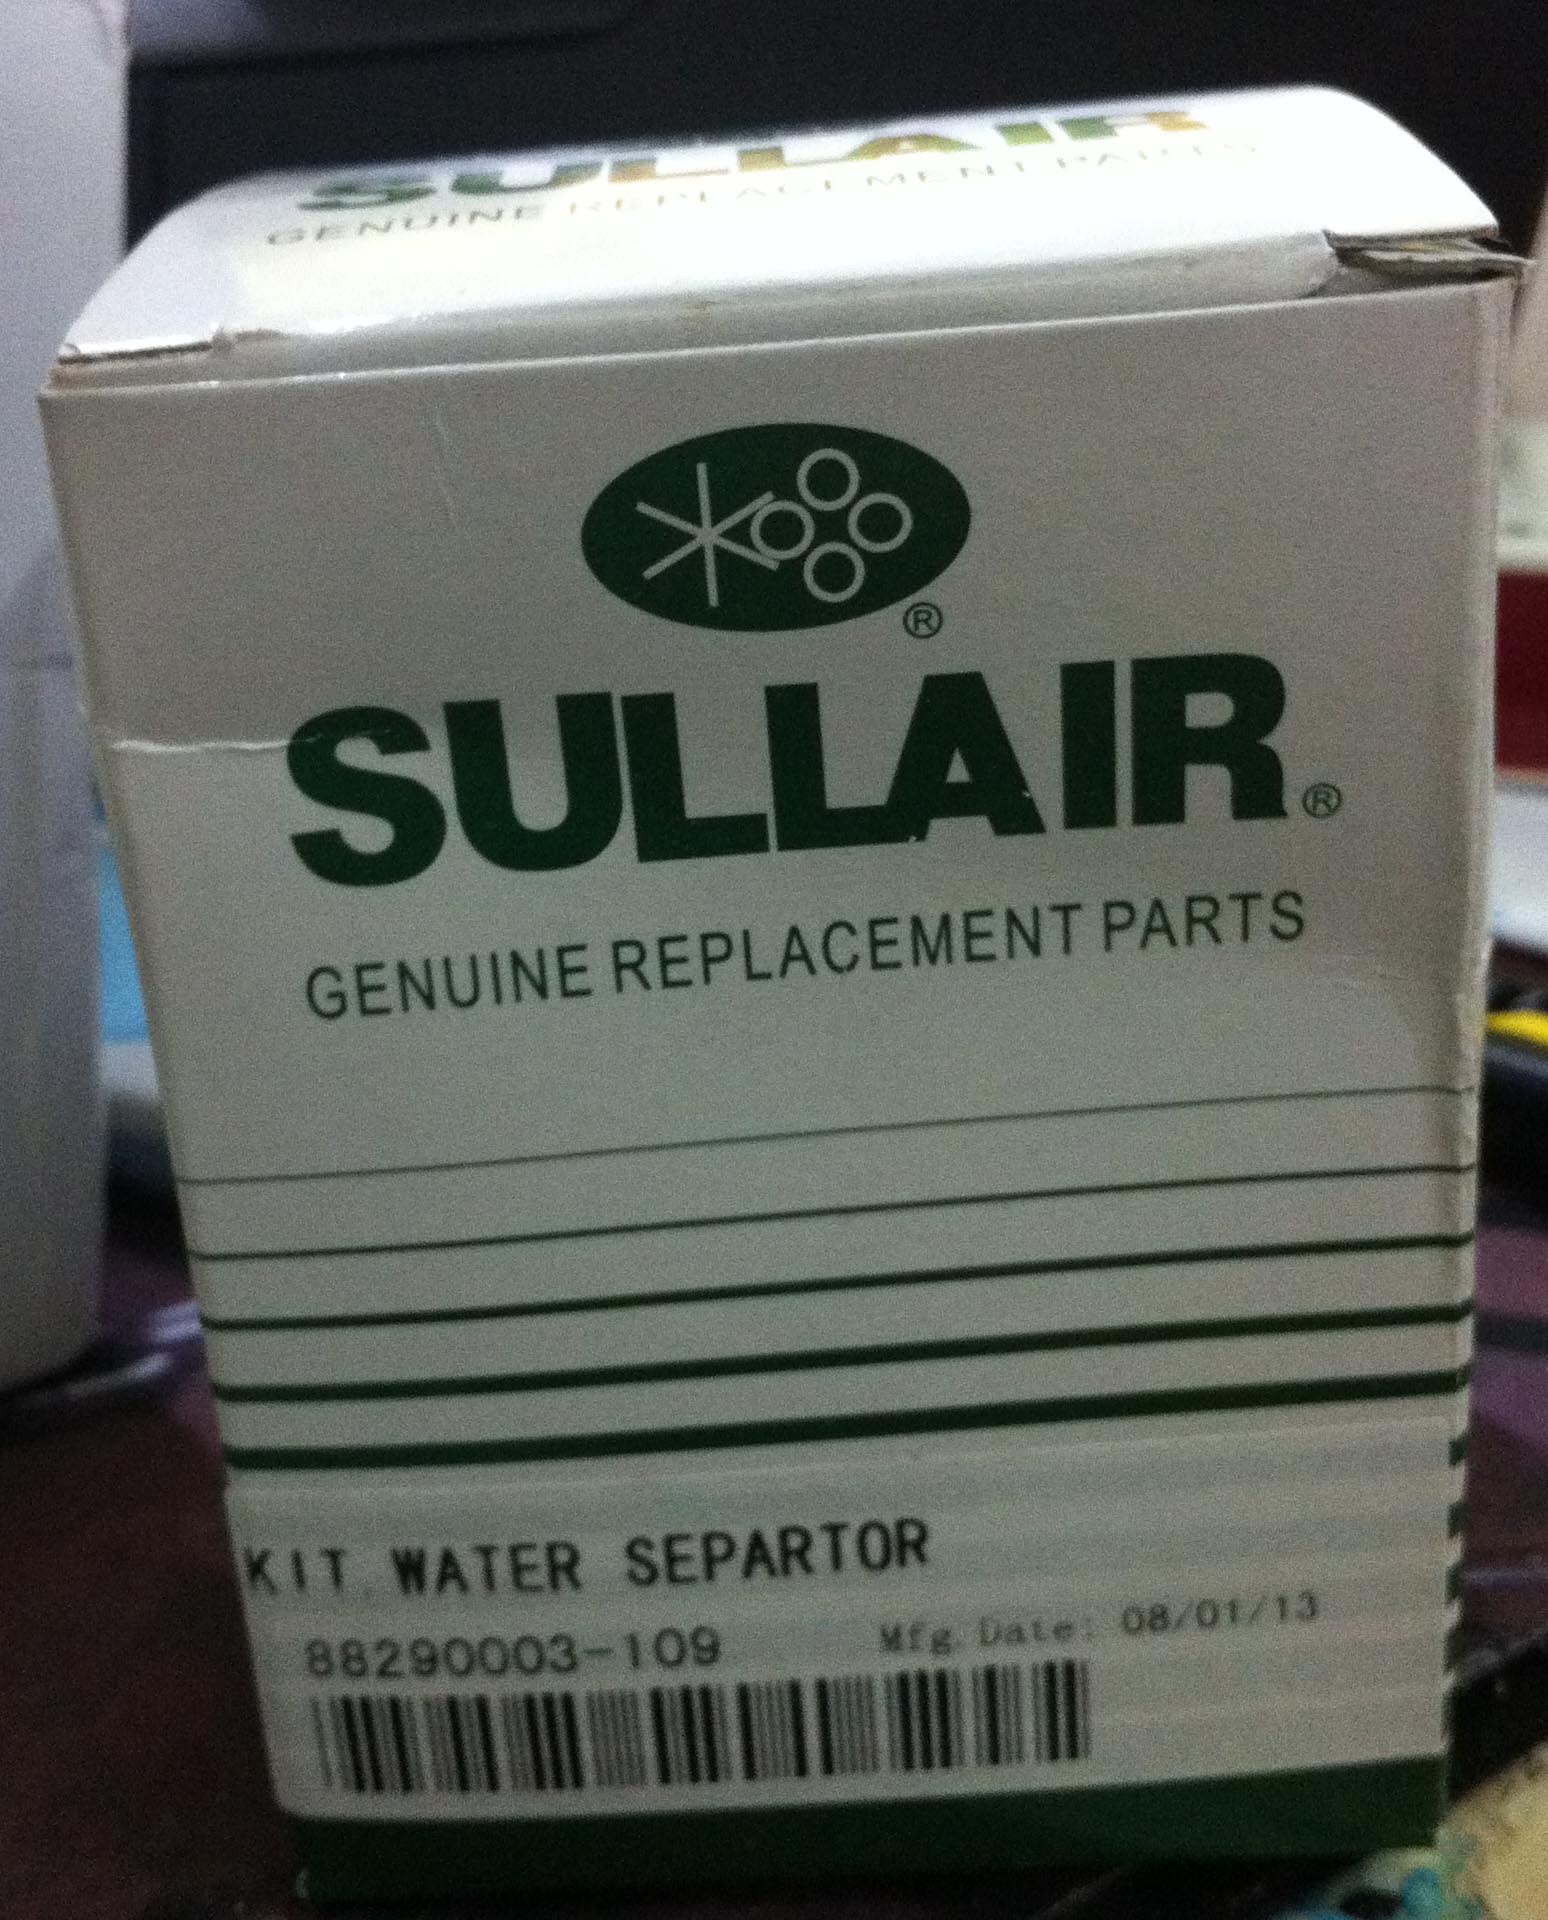 SULLAIR
GENUINE REPLACEMENT PARTS
®
SULLAIR®
GENUINE REPLACEMENT PARTS
KIT, WATER SEPARTOR
88290003-109 Mfg. Date: 08/01/13